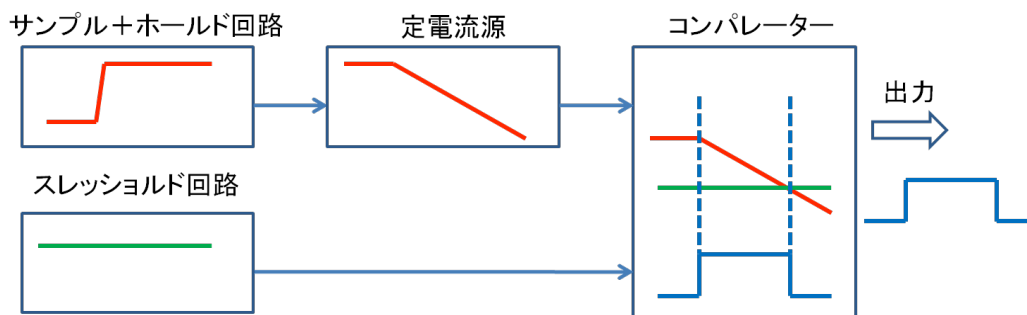 サンプル＋ホールド回路
定電流源
コンパレーター
出力
スレッショルド回路